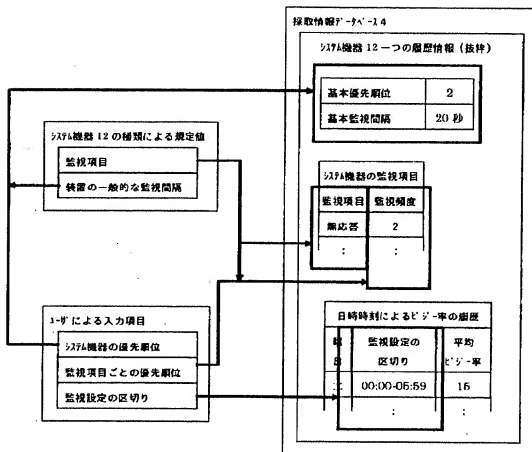 採取情報データベース4
システム機器12一つの履歴情報(抜粋)
基本優先順位 2
基本監視間隔 20秒
システム機器12の種類による規定値
監視項目
装置の一般的な監視間隔
システム機器の監視項目
監視項目 監視頻度
無応答 2
: :
ユーザによる入力項目
システム機器の優先順位
監視項目ごとの優先順位
監視設定の区切り
日時時刻によるビジー率の履歴
監視設定の 平均
区切り ビジー率
00:00-05:59 15
: :